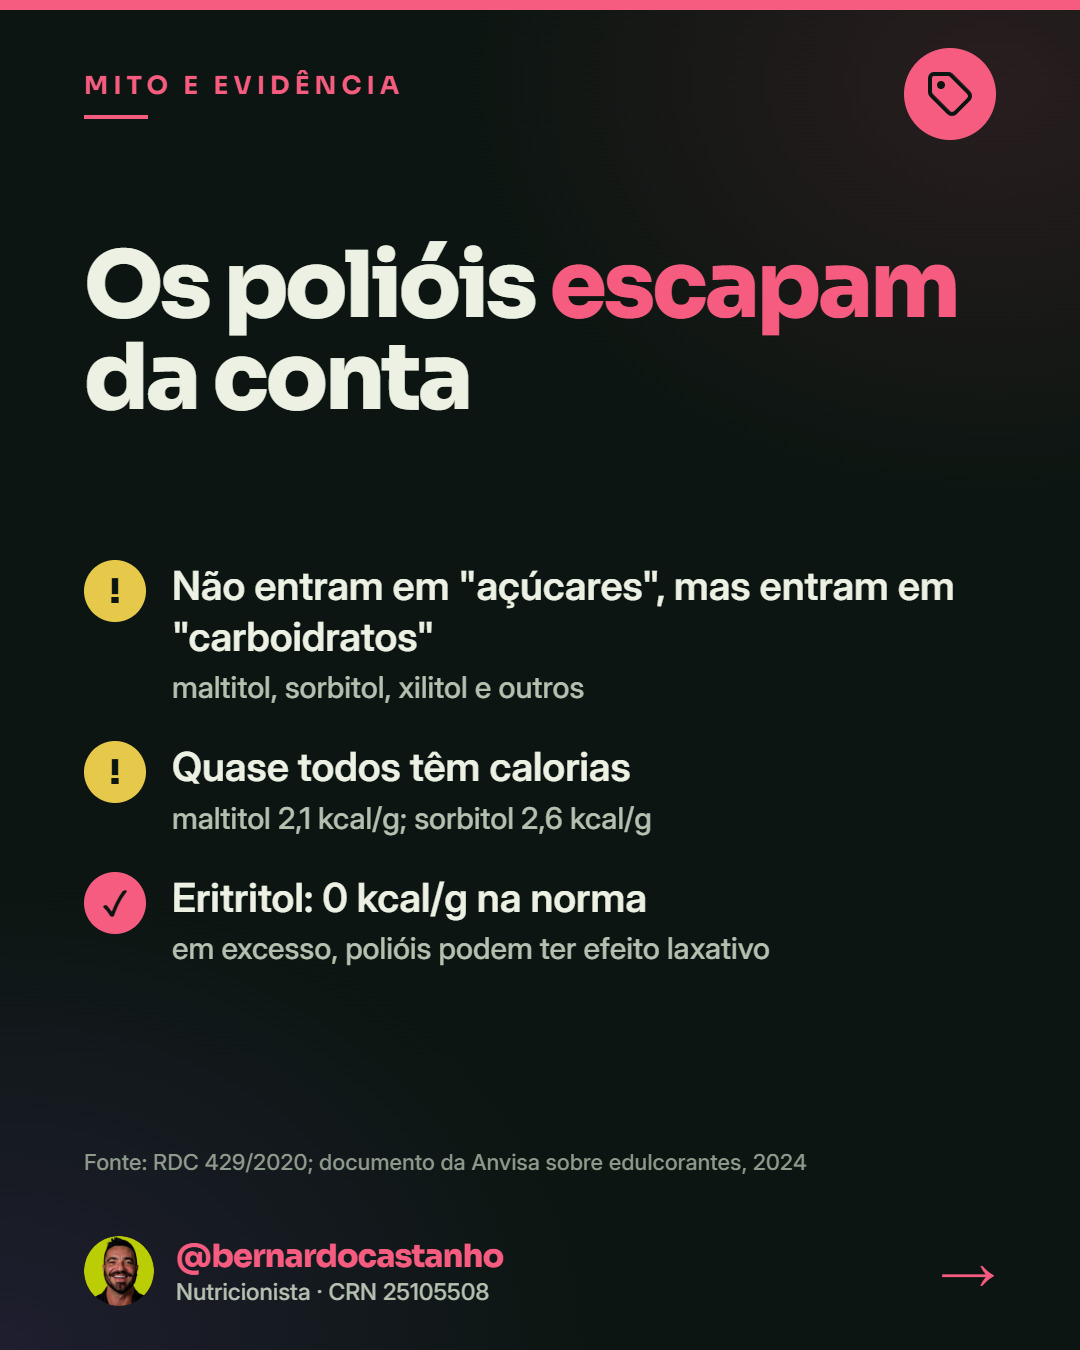 MITO E EVIDÊNCIA
Os polióis escapam
da conta
! Não entram em "açúcares", mas entram em
"carboidratos"
maltitol, sorbitol, xilitol e outros
! Quase todos têm calorias
maltitol 2,1 kcal/g; sorbitol 2,6 kcal/g
✓ Eritritol: 0 kcal/g na norma
em excesso, polióis podem ter efeito laxativo
Fonte: RDC 429/2020; documento da Anvisa sobre edulcorantes, 2024
@bernardocastanho
Nutricionista · CRN 25105508